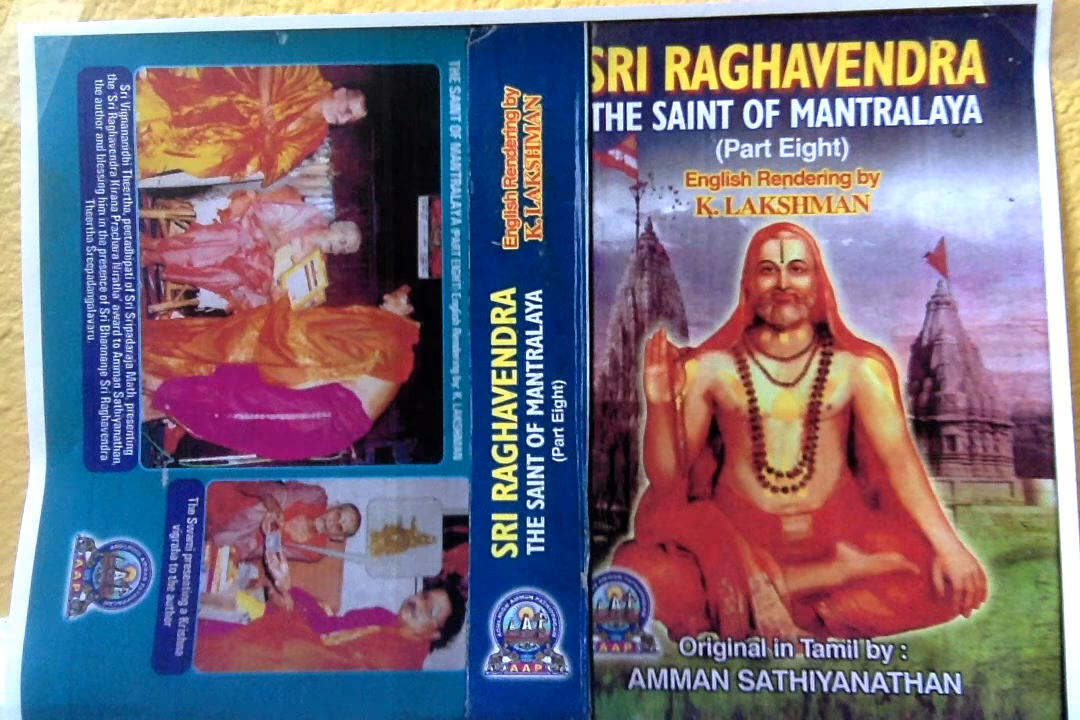 SRI RAGHAVENDRA
THE SAINT OF MANTRALAYA
(Part Eight)
English Rendering by
K. LAKSHMAN
Original in Tamil by :
AMMAN SATHIYANATHAN
SRI RAGHAVENDRA
THE SAINT OF MANTRALAYA
(Part Eight)
English Rendering by
K. LAKSHMAN
AAP
THE SAINT OF MANTRALAYA (PART EIGHT) English Rendering by: K. LAKSHMAN
Sri Vignananidhi Theertha, peetadhipati of Sri Sripadaraja Math, presenting
the 'Sri Raghavendra Kirana Prachara Niratha' award to Amman Sathiyanathan,
the author and blessing him in the presence of Sri Bhannanje Sri Raghavendra
Theertha Sreepadangalavaru.
The Swami presenting a Krishna
vigraha to the author
AAP